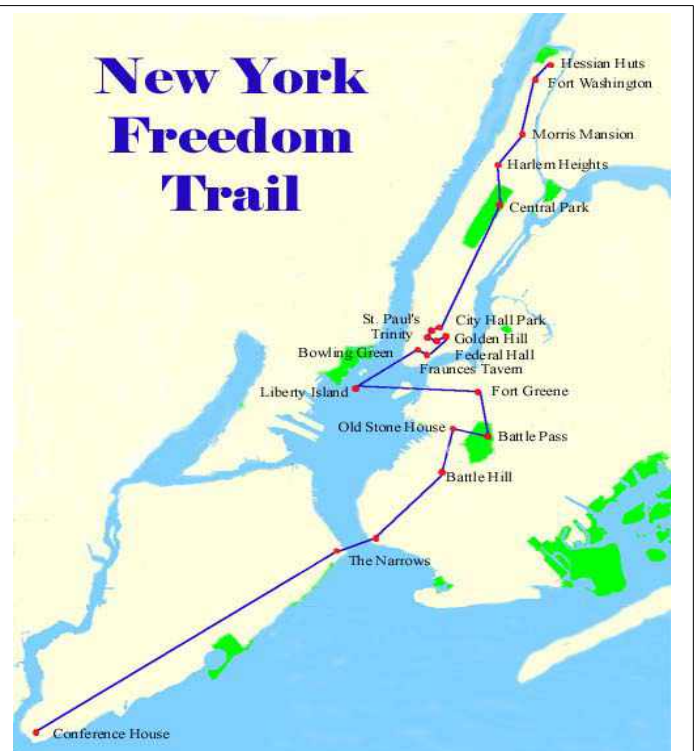 New York
Freedom
Trail
Hessian Huts
Fort Washington
Morris Mansion
Harlem Heights
Central Park
St. Paul's
City Hall Park
Trinity
Golden Hill
Bowling Green
Federal Hall
Fraunces Tavern
Liberty Island
Fort Greene
Old Stone House
Battle Pass
Battle Hill
The Narrows
Conference House